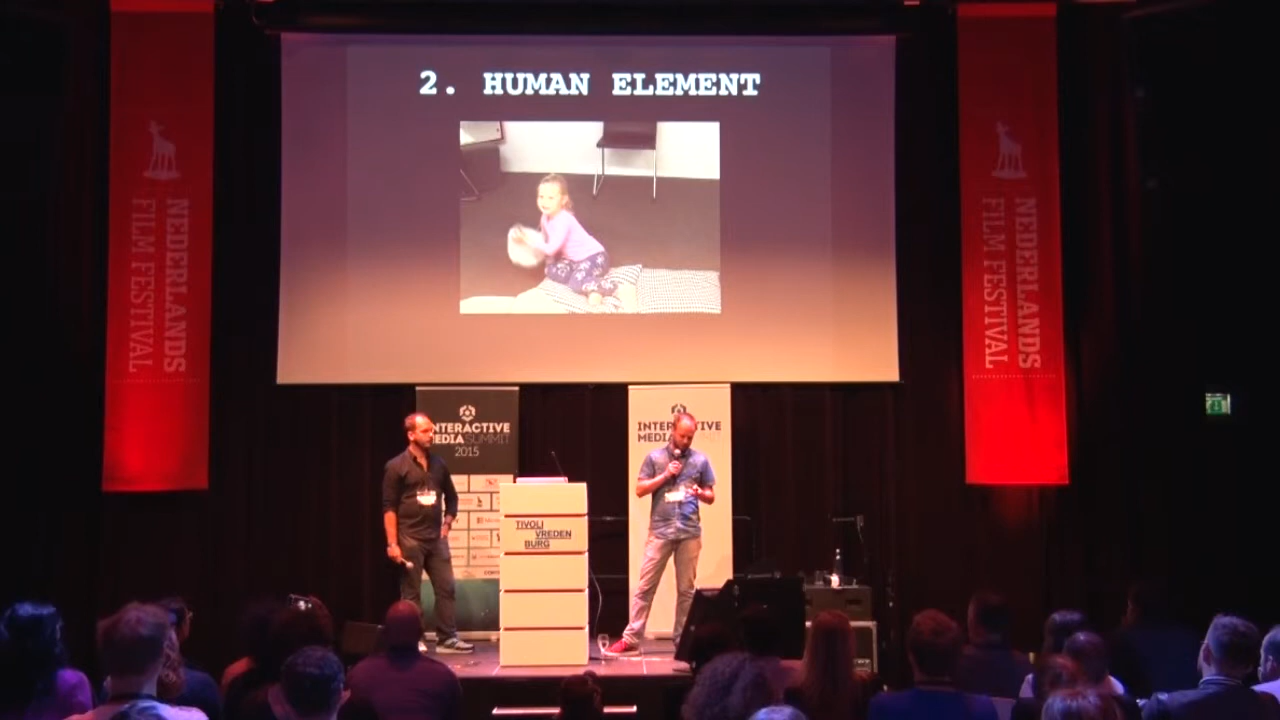 2. HUMAN ELEMENT
NEDERLANDS
FILM FESTIVAL
NEDERLANDS
FILM FESTIVAL
INTERACTIVE
MEDIA SUMMIT
2015
INTERACTIVE
MEDIA
TIVOLI
VREDEN
BURG